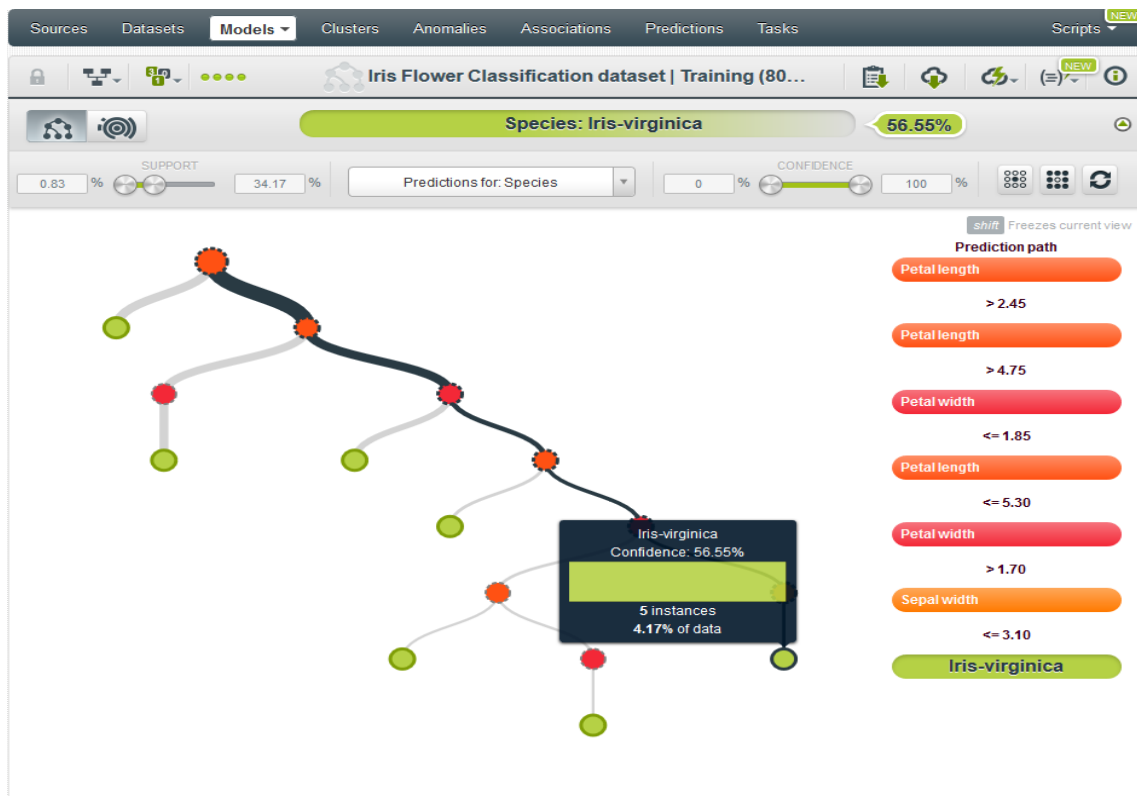 Sources Datasets Models Clusters Anomalies Associations Predictions Tasks Scripts NEW
Iris Flower Classification dataset | Training (80... NEW
Species: Iris-virginica 56.55%
SUPPORT CONFIDENCE
0.83 % 34.17 % Predictions for: Species 0 % 100 %
shift Freezes current view
Prediction path
Petal length
> 2.45
Petal length
> 4.75
Petal width
<= 1.85
Petal length
<= 5.30
Petal width
> 1.70
Sepal width
<= 3.10
Iris-virginica
Iris-virginica
Confidence: 56.55%
5 instances
4.17% of data